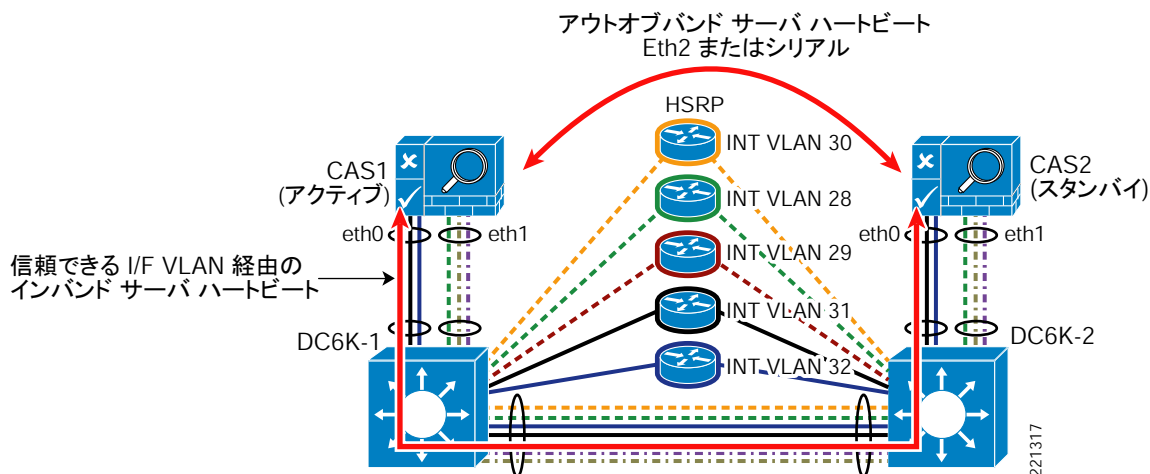 アウトオブバンド サーバ ハートビート
Eth2 またはシリアル
HSRP
INT VLAN 30
CAS1
(アクティブ)
CAS2
(スタンバイ)
INT VLAN 28
eth0
eth1
INT VLAN 29
eth0
eth1
信頼できる I/F VLAN 経由の
インバンド サーバ ハートビート
INT VLAN 31
DC6K-1
DC6K-2
INT VLAN 32
221317